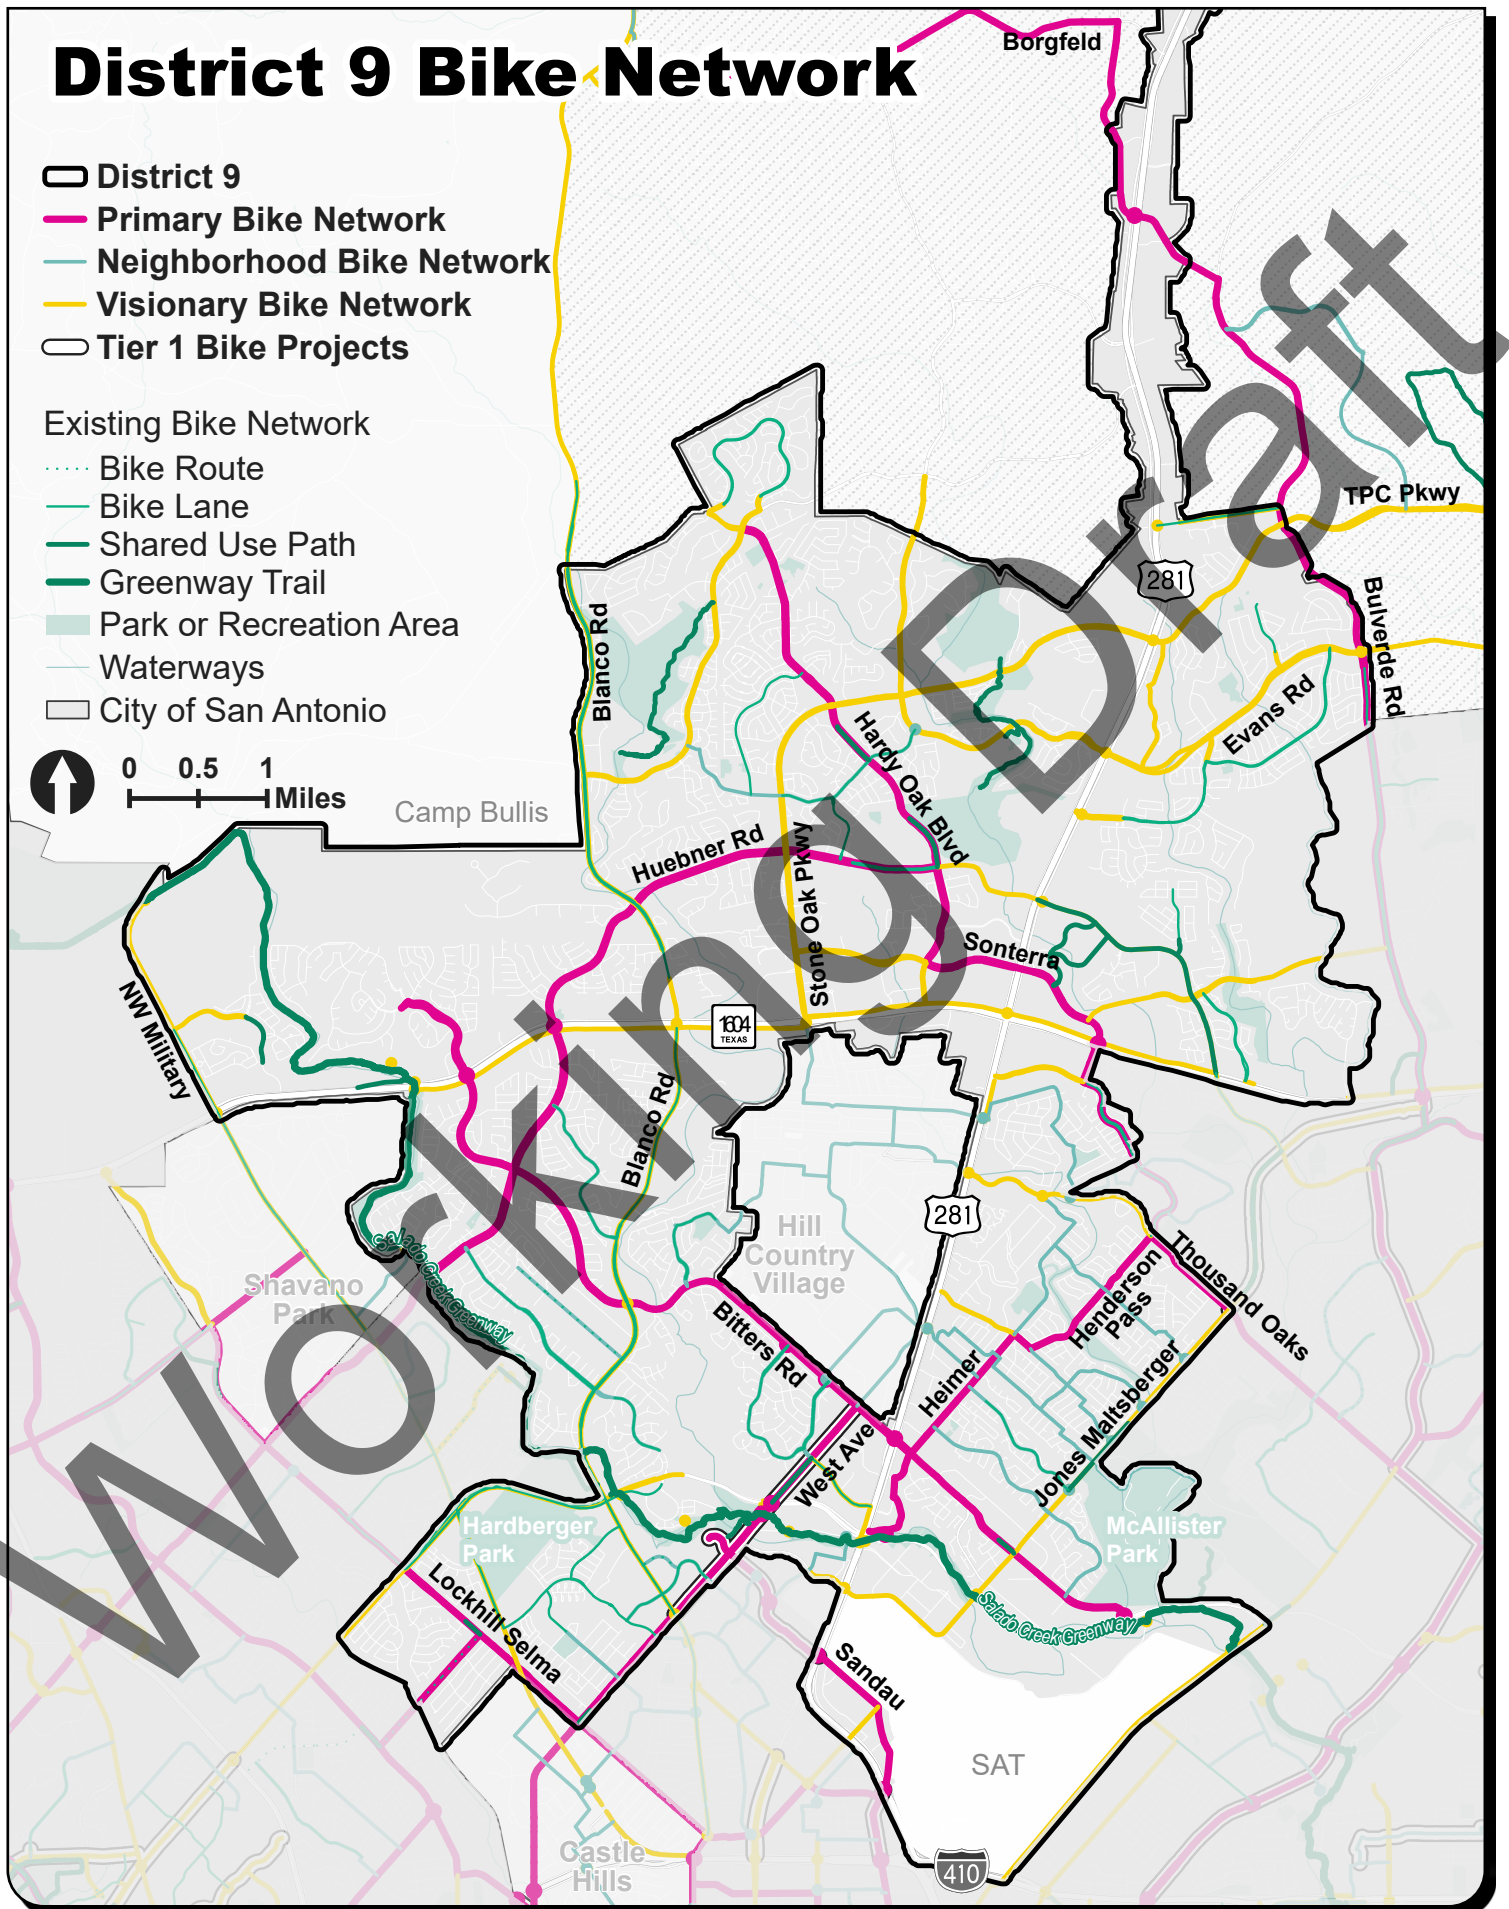 District 9 Bike Network
District 9
Primary Bike Network
Neighborhood Bike Network
Visionary Bike Network
Tier 1 Bike Projects
Existing Bike Network
Bike Route
Bike Lane
Shared Use Path
Greenway Trail
Park or Recreation Area
Waterways
City of San Antonio
0 0.5 1
Miles
Camp Bullis
Borgfeld
TPC Pkwy
281
Bulverde Rd
Blanco Rd
Evans Rd
Hardy Oak Blvd
Huebner Rd
Stone Oak Pkwy
Sonterra
NW Military
1604
TEXAS
Blanco Rd
281
Hill
Country
Village
Salado Creek Greenway
Shavano
Park
Thousand Oaks
Henderson
Pass
Bitters Rd
Heimer
Jones Maltsberger
West Ave
Hardberger
Park
McAllister
Park
Lockhill Selma
Salado Creek Greenway
Sandau
SAT
Castle
Hills
410
Working Draft